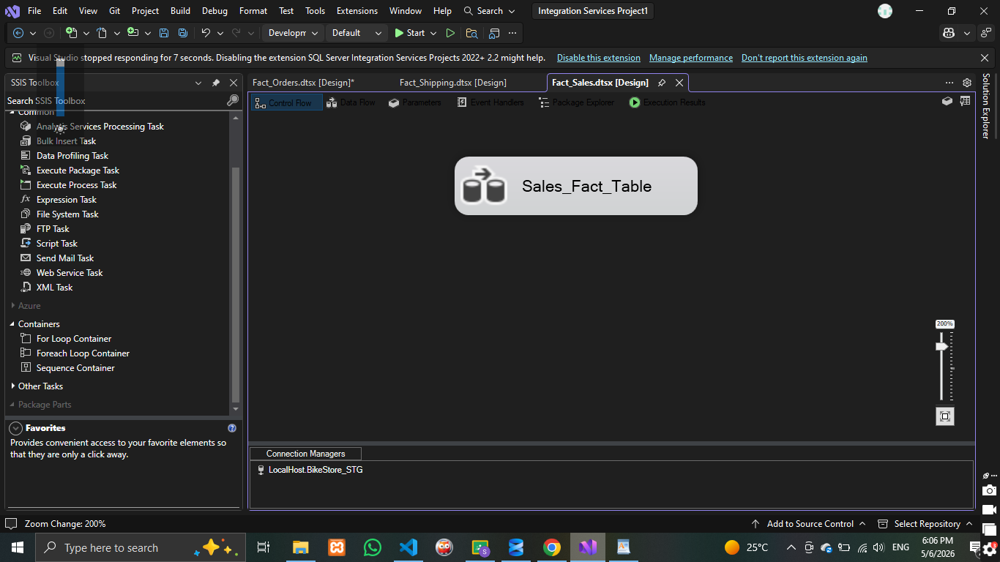 File Edit View Git Project Build Debug Format Test Tools Extensions Window Help Search Integration Services Project1
Developm Default Start
Visual Studio stopped responding for 7 seconds. Disabling the extension SQL Server Integration Services Projects 2022+ 2.2 might help. Disable this extension Manage performance Don't report this extension again
SSIS Toolbox
Search SSIS Toolbox
Common
Analysis Services Processing Task
Bulk Insert Task
Data Profiling Task
Execute Package Task
Execute Process Task
Expression Task
File System Task
FTP Task
Script Task
Send Mail Task
Web Service Task
XML Task
Azure
Containers
For Loop Container
Foreach Loop Container
Sequence Container
Other Tasks
Package Parts
Favorites
Provides convenient access to your favorite elements so
that they are only a click away.
Fact_Orders.dtsx [Design]* Fact_Shipping.dtsx [Design] Fact_Sales.dtsx [Design]
Control Flow Data Flow Parameters Event Handlers Package Explorer Execution Results
Sales_Fact_Table
200%
Connection Managers
LocalHost.BikeStore_STG
Solution Explorer
Zoom Change: 200% Add to Source Control Select Repository
Type here to search
25°C
ENG
6:06 PM
5/6/2026